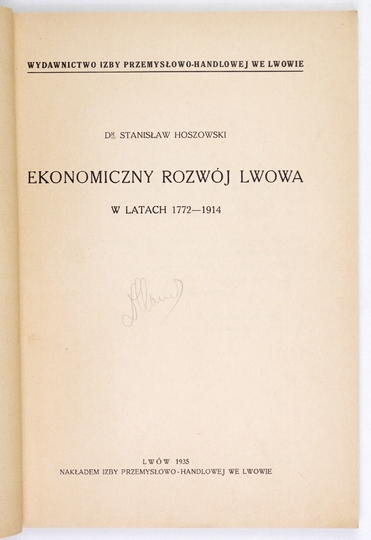 WYDAWNICTWO IZBY PRZEMYSŁOWO-HANDLOWEJ WE LWOWIE
DR. STANISŁAW HOSZOWSKI
EKONOMICZNY ROZWÓJ LWOWA
W LATACH 1772—1914
LWÓW 1935
NAKŁADEM IZBY PRZEMYSŁOWO-HANDLOWEJ WE LWOWIE